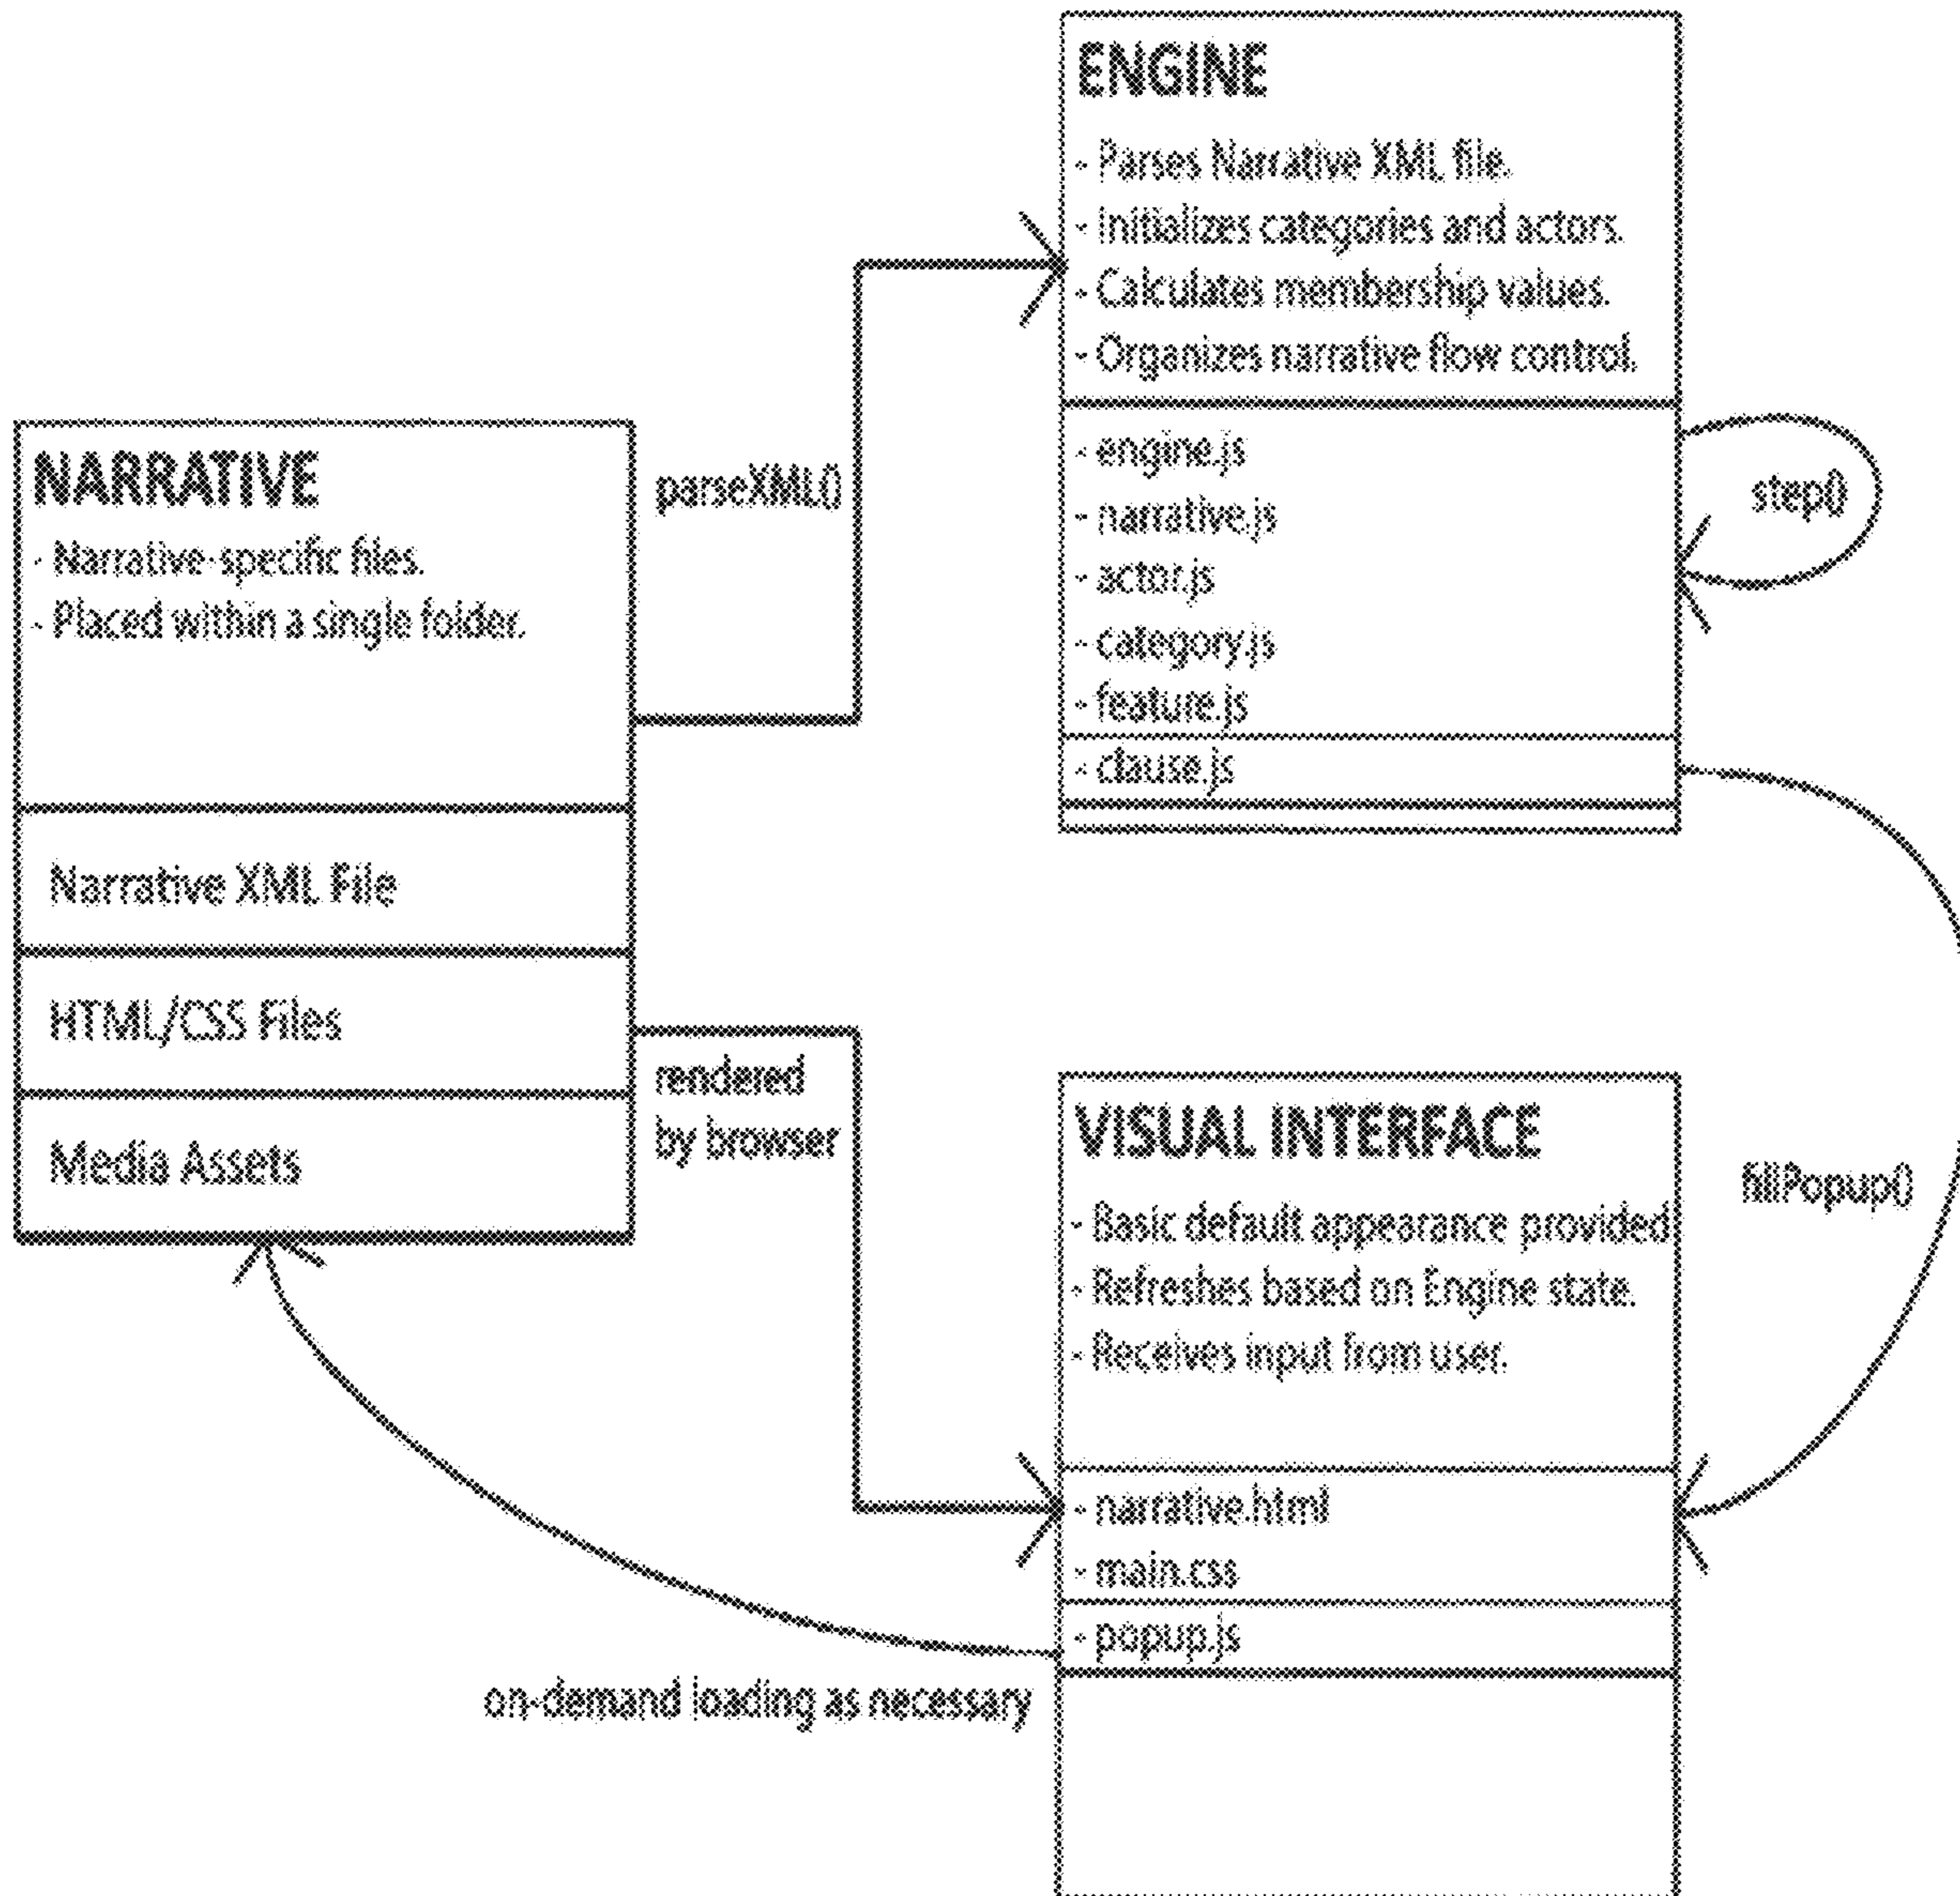 ENGINE
- Parses Narrative XML file.
- Initializes categories and actors.
- Calculates membership values.
- Organizes narrative flow control.
- engine.js
- narrative.js
- actor.js
- category.js
- feature.js
- clause.js
step()
NARRATIVE
- Narrative-specific files.
- Placed within a single folder.
Narrative XML File
HTML/CSS Files
Media Assets
parseXML()
rendered
by browser
VISUAL INTERFACE
- Basic default appearance provided
- Refreshes based on Engine state.
- Receives input from user.
- narrative.html
- main.css
- popup.js
fillPopup()
on-demand loading as necessary